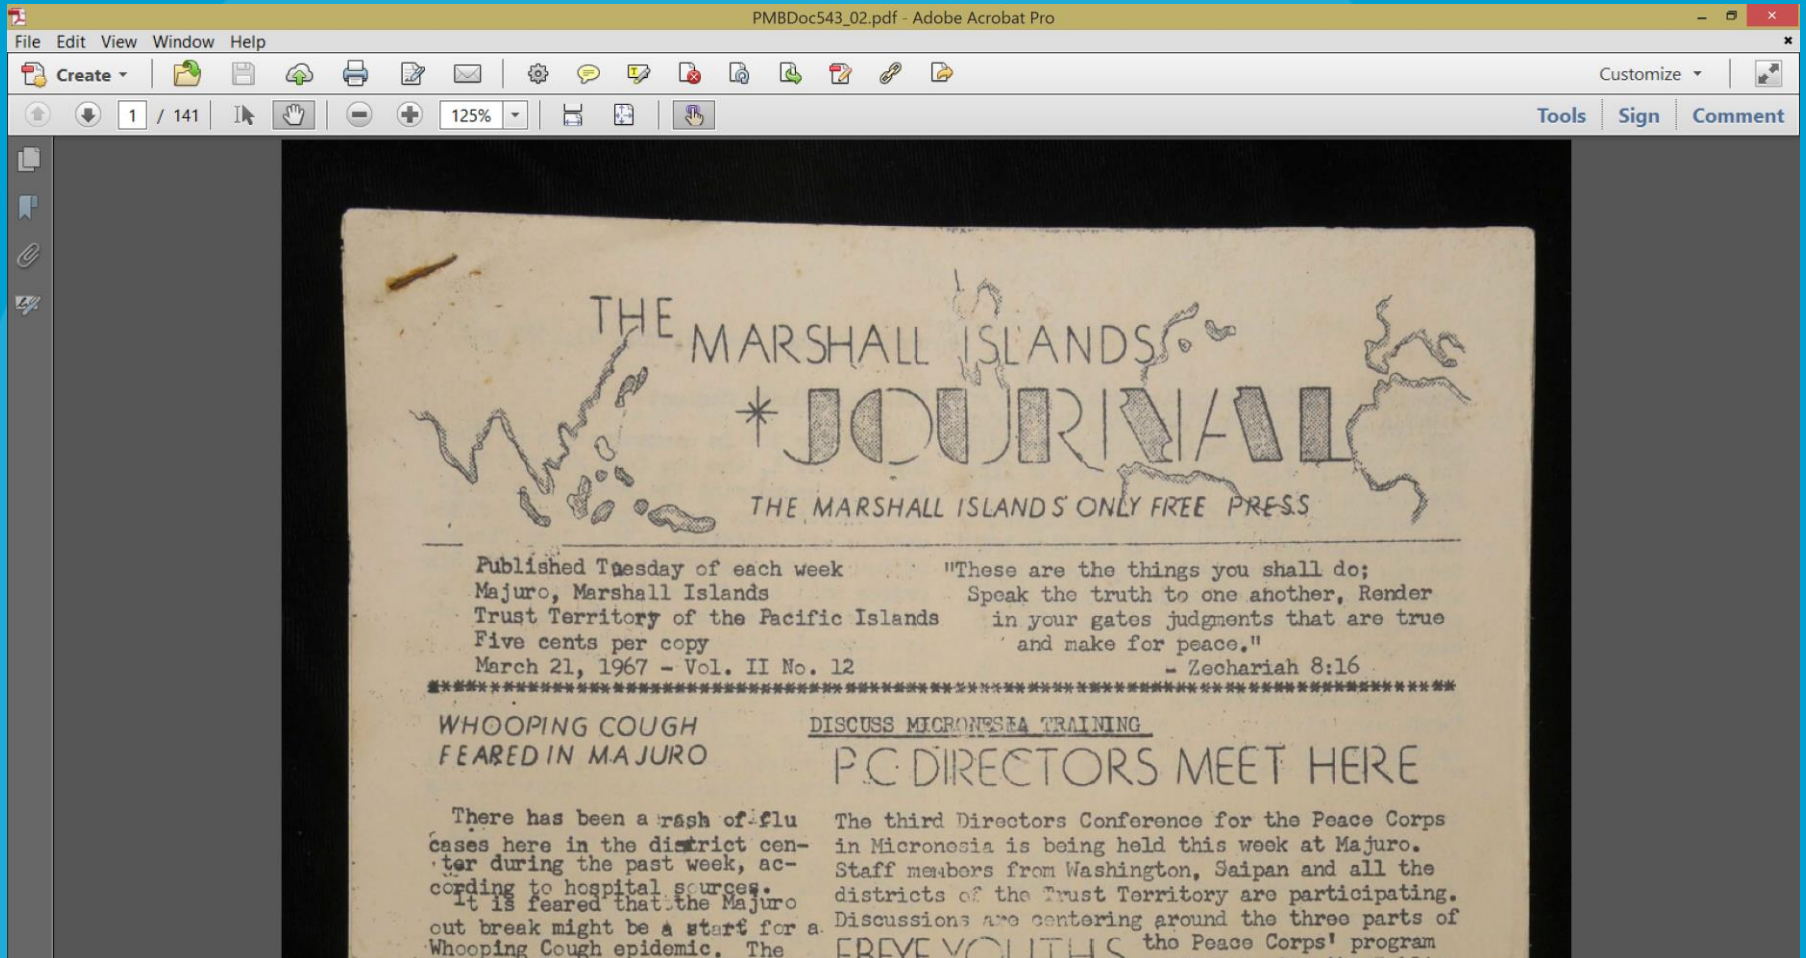 PMBDoc543_02.pdf - Adobe Acrobat Pro
File Edit View Window Help
Create
Customize
1 / 141
125%
Tools Sign Comment
THE
MARSHALL ISLANDS
JOURNAL
THE MARSHALL ISLANDS' ONLY FREE PRESS
Published Tuesday of each week
Majuro, Marshall Islands
Trust Territory of the Pacific Islands
Five cents per copy
March 21, 1967 - Vol. II No. 12
"These are the things you shall do;
Speak the truth to one another, Render
in your gates judgments that are true
and make for peace."
- Zechariah 8:16
WHOOPING COUGH
FEARED IN MAJURO
There has been a rash of flu
cases here in the district cen-
ter during the past week, ac-
cording to hospital sources.
It is feared that the Majuro
out break might be a start for a
Whooping Cough epidemic. The
DISCUSS MICRONESIA TRAINING
P.C. DIRECTORS MEET HERE
The third Directors Conference for the Peace Corps
in Micronesia is being held this week at Majuro.
Staff members from Washington, Saipan and all the
districts of the Trust Territory are participating.
Discussions are centering around the three parts of
the Peace Corps' program
EBEYE YOUTHS